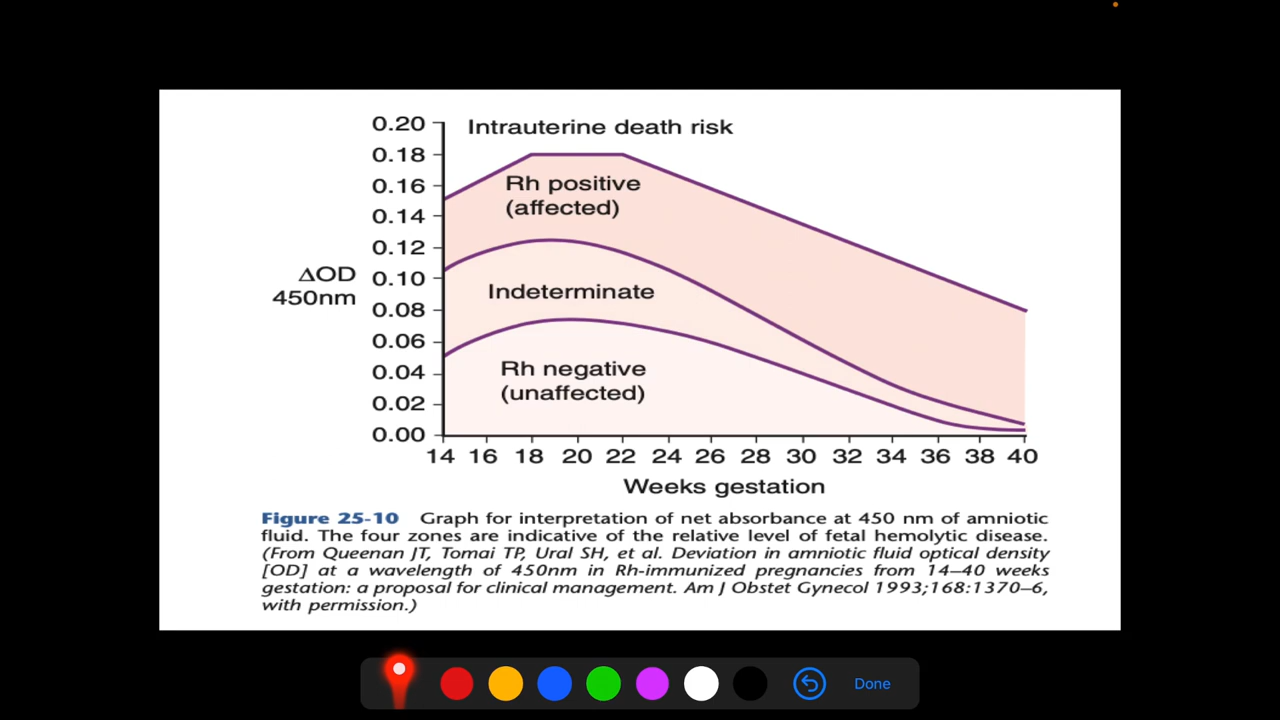 0.20
Intrauterine death risk
0.18
0.16
Rh positive
(affected)
0.14
0.12
ΔOD
450nm
0.10
Indeterminate
0.08
0.06
Rh negative
(unaffected)
0.04
0.02
0.00
14 16 18 20 22 24 26 28 30 32 34 36 38 40
Weeks gestation
Figure 25-10 Graph for interpretation of net absorbance at 450 nm of amniotic
fluid. The four zones are indicative of the relative level of fetal hemolytic disease.
(From Queenan JT, Tomai TP, Ural SH, et al. Deviation in amniotic fluid optical density
[OD] at a wavelength of 450nm in Rh-immunized pregnancies from 14–40 weeks
gestation: a proposal for clinical management. Am J Obstet Gynecol 1993;168:1370–6,
with permission.)
Done